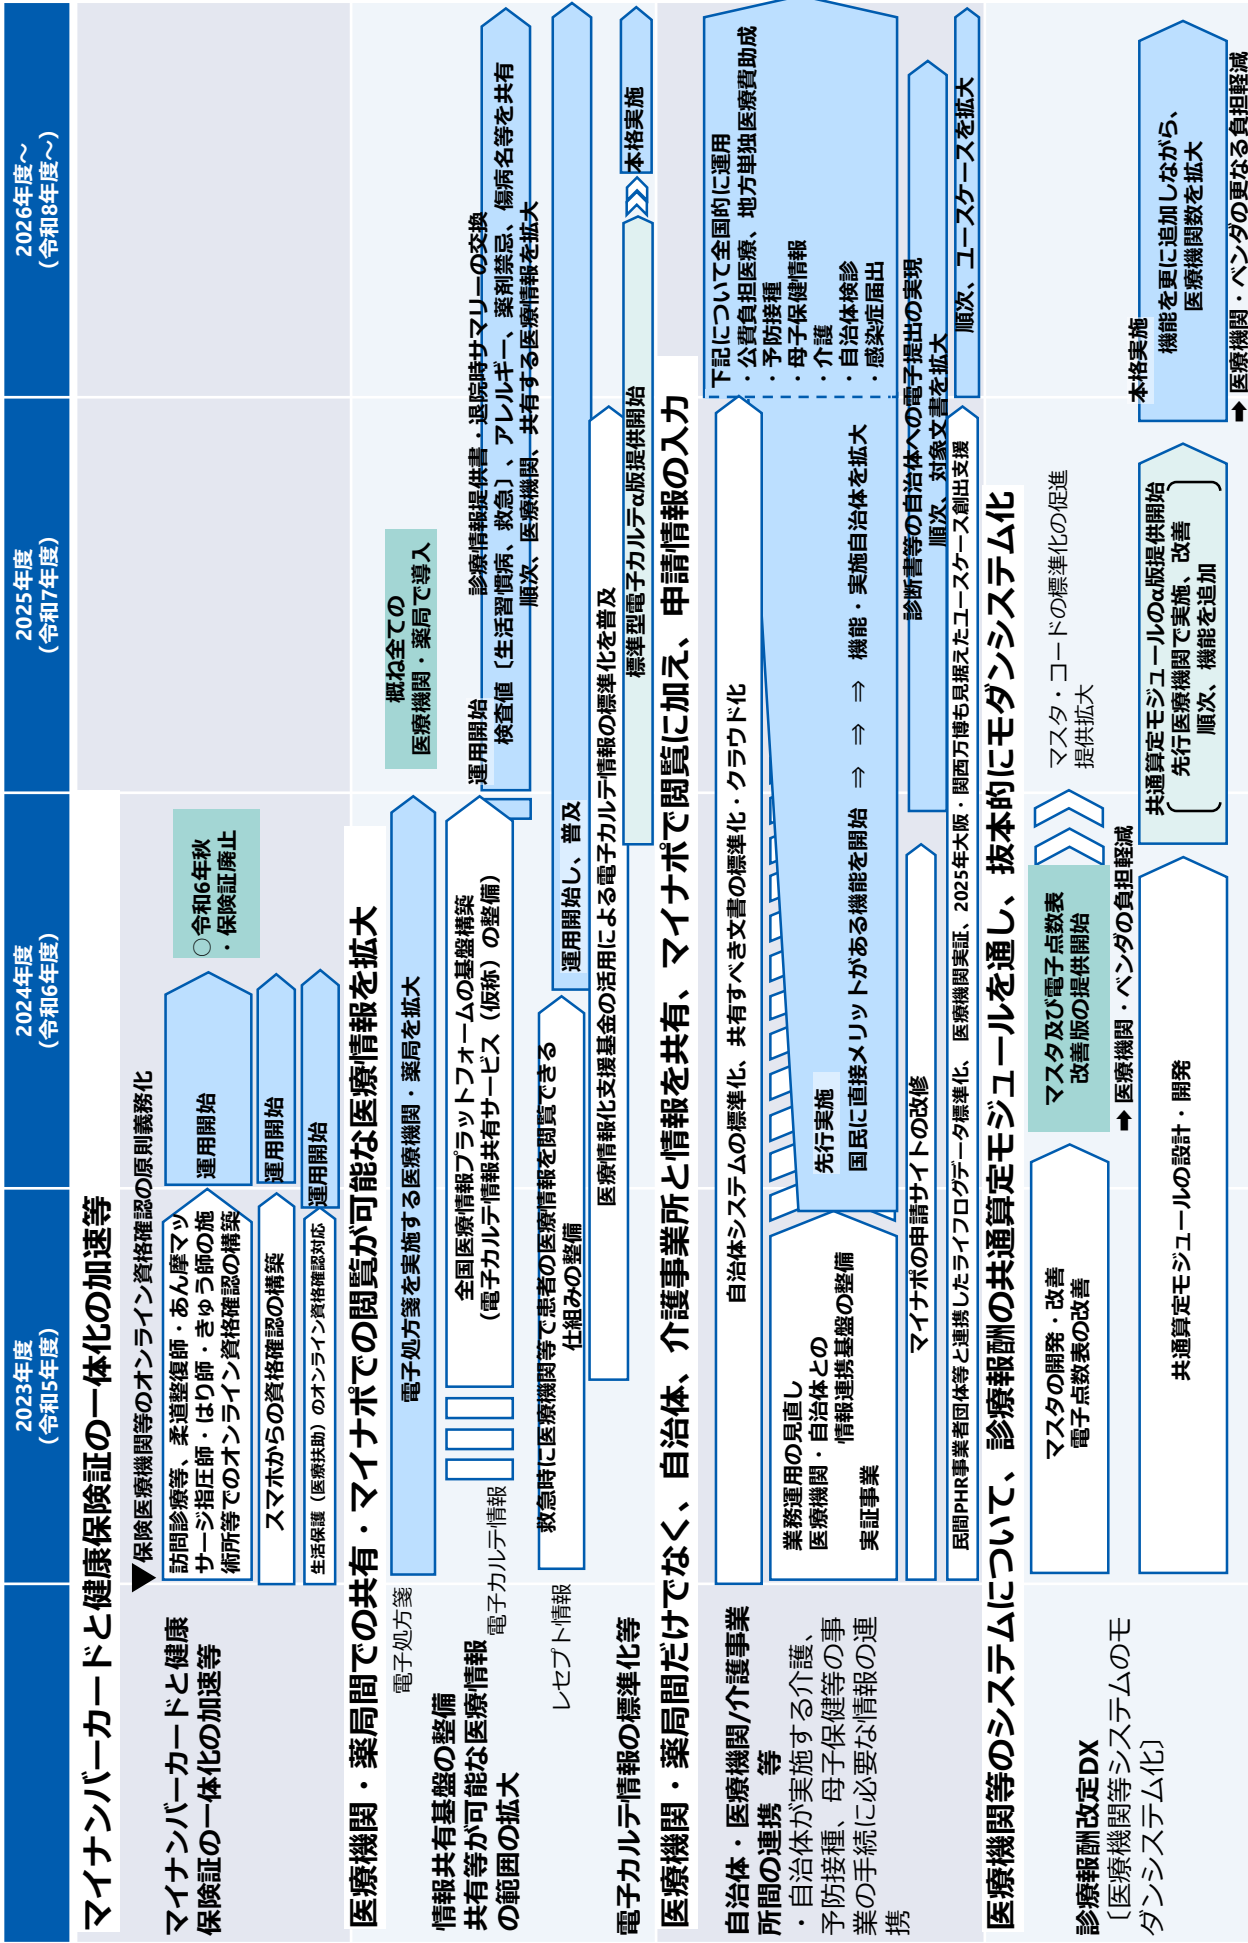 2023年度
（令和5年度）
2024年度
（令和6年度）
2025年度
（令和7年度）
2026年度～
（令和8年度～）
マイナンバーカードと健康保険証の一体化の加速等
マイナンバーカードと健康
保険証の一体化の加速等
▼保険医療機関等のオンライン資格確認の原則義務化
訪問診療等、柔道整復師・あん摩マッ
サージ指圧師・はり師・きゅう師の施
術所等でのオンライン資格確認の構築
運用開始
○令和6年秋
・保険証廃止
スマホからの資格確認の構築
運用開始
生活保護（医療扶助）のオンライン資格確認対応
運用開始
医療機関・薬局間での共有・マイナポでの閲覧が可能な医療情報を拡大
情報共有基盤の整備
共有等が可能な医療情報
の範囲の拡大
電子処方箋
電子処方箋を実施する医療機関・薬局を拡大
概ね全ての
医療機関・薬局で導入
電子カルテ情報
全国医療情報プラットフォームの基盤構築
（電子カルテ情報共有サービス（仮称）の整備）
運用開始
診療情報提供書・退院時サマリーの交換
検査値〔生活習慣病、救急〕、アレルギー、薬剤禁忌、傷病名等を共有
順次、医療機関、共有する医療情報を拡大
レセプト情報
救急時に医療機関等で患者の医療情報を閲覧できる
仕組みの整備
運用開始し、普及
電子カルテ情報の標準化等
医療情報化支援基金の活用による電子カルテ情報の標準化を普及
標準型電子カルテα版提供開始
本格実施
医療機関・薬局間だけでなく、自治体、介護事業所と情報を共有、マイナポで閲覧に加え、申請情報の入力
自治体・医療機関/介護事業
所間の連携　等
・自治体が実施する介護、
予防接種、母子保健等の事
業の手続に必要な情報の連
携
自治体システムの標準化、共有すべき文書の標準化・クラウド化
業務運用の見直し
医療機関・自治体との
情報連携基盤の整備
実証事業
先行実施
国民に直接メリットがある機能を開始　⇒　⇒　⇒　機能・実施自治体を拡大
下記について全国的に運用
・公費負担医療、地方単独医療費助成
・予防接種
・母子保健情報
・介護
・自治体検診
・感染症届出
マイナポの申請サイトの改修
診断書等の自治体への電子提出の実現
順次、対象文書を拡大
民間PHR事業者団体等と連携したライフログデータ標準化、医療機関実証、2025年大阪・関西万博も見据えたユースケース創出支援
順次、ユースケースを拡大
医療機関等のシステムについて、診療報酬の共通算定モジュールを通し、抜本的にモダンシステム化
診療報酬改定DX
〔医療機関等システムのモ
ダンシステム化〕
マスタの開発・改善
電子点数表の改善
マスタ及び電子点数表
改善版の提供開始
マスタ・コードの標準化の促進
提供拡大
➡ 医療機関・ベンダの負担軽減
共通算定モジュールの設計・開発
共通算定モジュールのα版提供開始
先行医療機関で実施、改善
順次、機能を追加
本格実施
機能を更に追加しながら、
医療機関数を拡大
➡ 医療機関・ベンダの更なる負担軽減